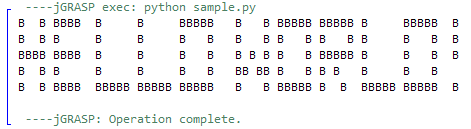 ----jGRASP exec: python sample.py
B  B BBBB B     B     BBBBB   B   B BBBBB BBBBB B     BBBBB  B
B  B B    B     B     B   B   B   B B   B B   B B     B   B  B
BBBB BBBB B     B     B   B   B B B B   B BBBB  B     B   B  B
B  B B    B     B     B   B   BB BB B   B B  B  B     B   B
B  B BBBB BBBBB BBBBB BBBBB   B   B BBBBB B  B  BBBBB BBBBB  B
----jGRASP: Operation complete.